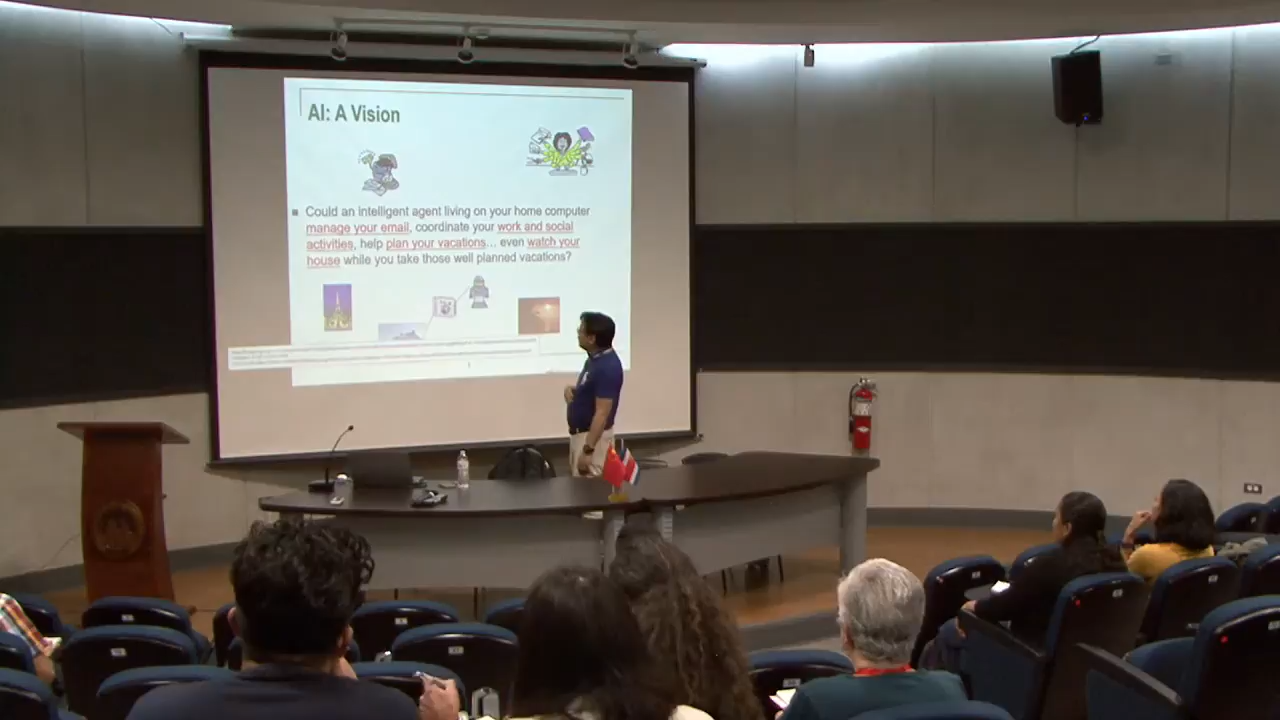 AI: A Vision
Could an intelligent agent living on your home computer
manage your email, coordinate your work and social
activities, help plan your vacations… even watch your
house while you take those well planned vacations?